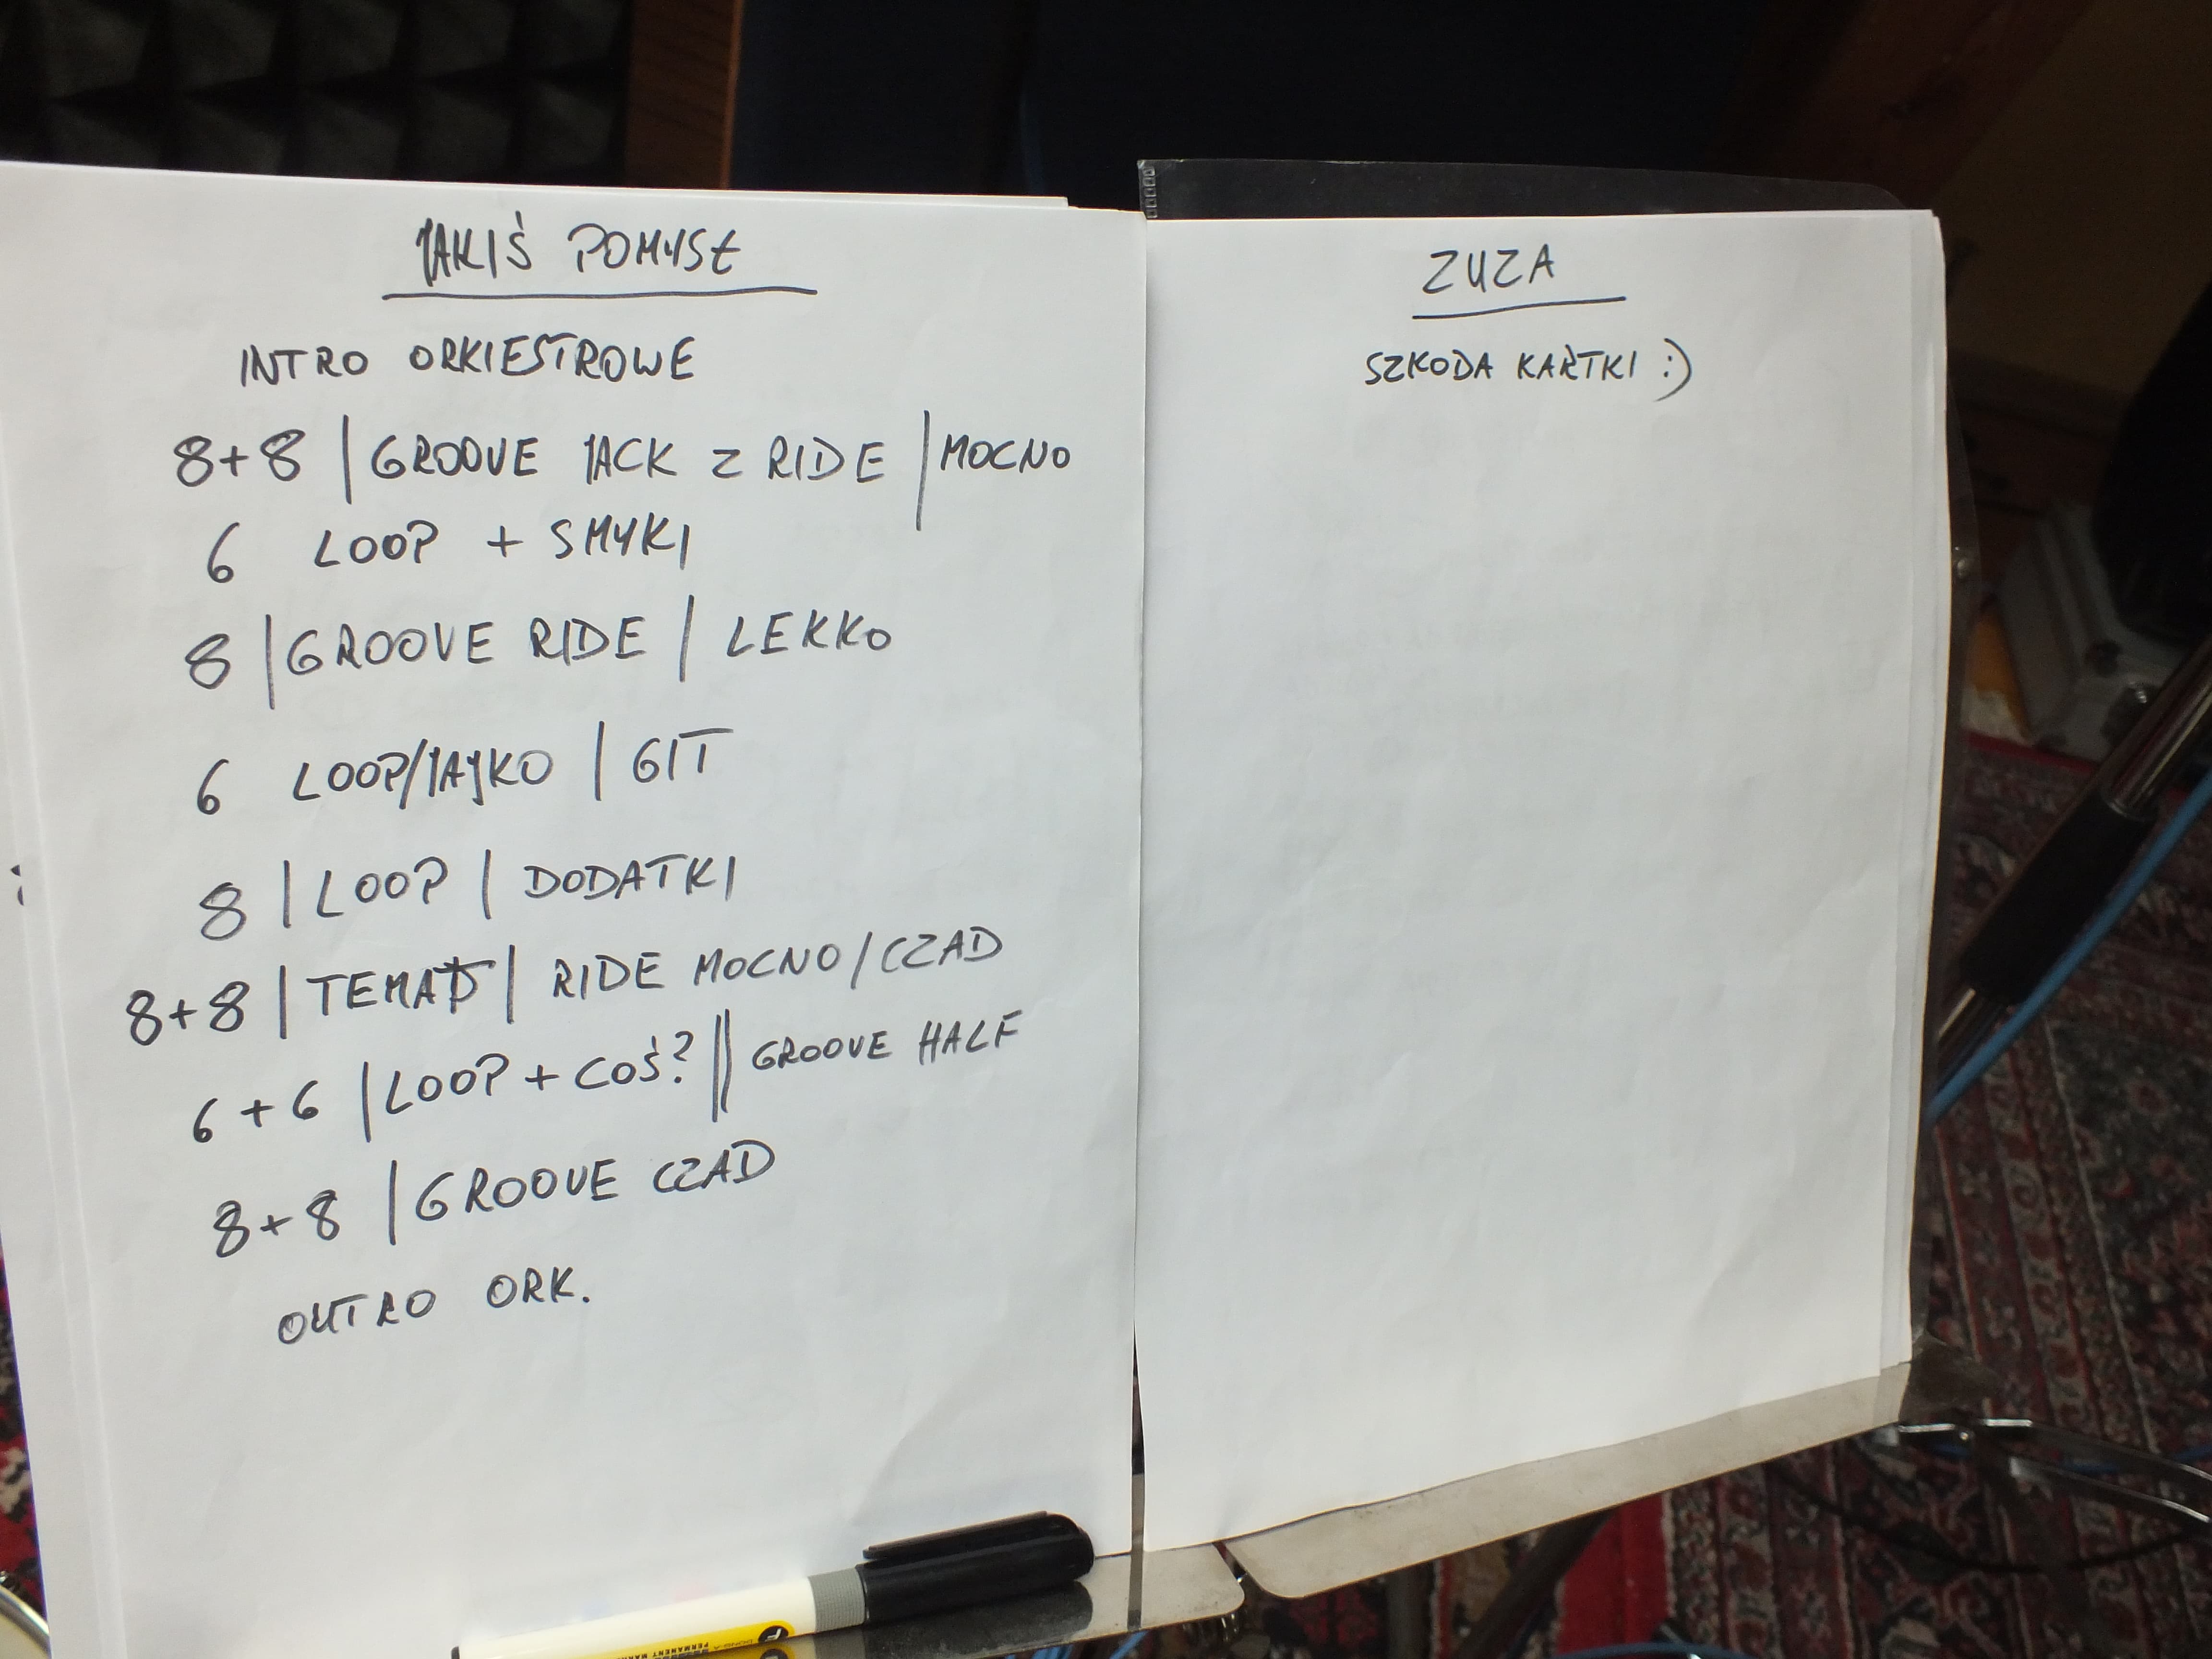 JAKIŚ POMYSŁ
INTRO ORKIESTROWE
8+8 | GROOVE JACK Z RIDE | MOCNO
6 LOOP + SMYKI
8 | GROOVE RIDE | LEKKO
6 LOOP/JAJKO | GIT
8 | LOOP | DODATKI
8+8 | TEMAT | RIDE MOCNO/CZAD
6+6 | LOOP + COŚ? || GROOVE HALF
8+8 | GROOVE CZAD
OUTRO ORK.
ZUZA
SZKODA KARTKI :)
DONG-A
PERMANENT